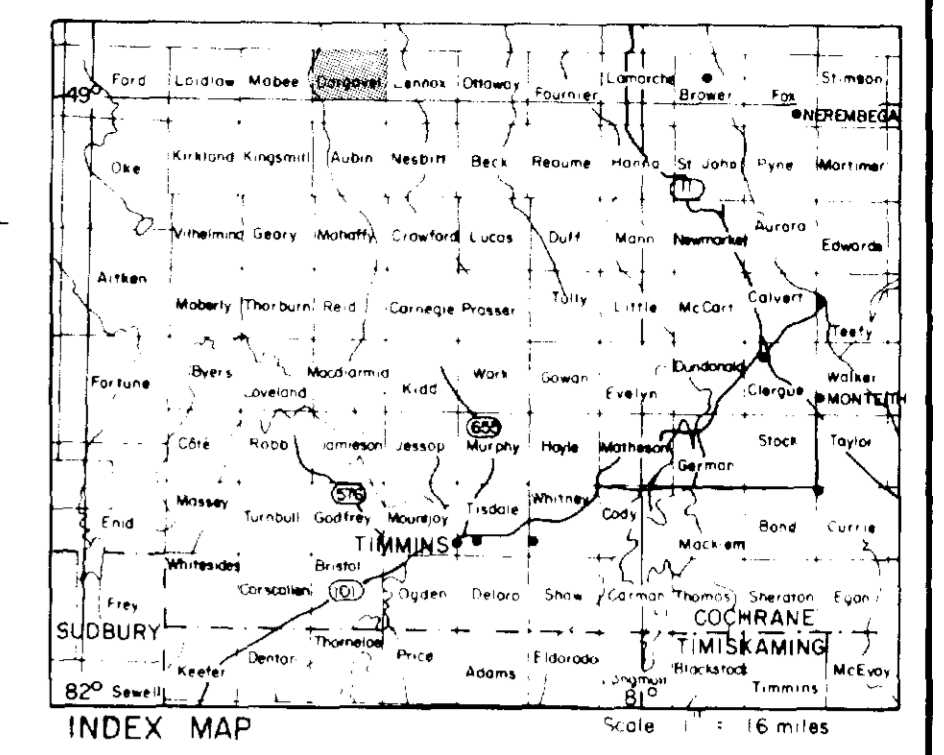 Ford Laidlaw Mabee Dargavel Lennox Ottaway Fournier Lamarche Brower Fox Stimson
49°
NEREMBEGA
Oke Kirkland Kingsmill Aubin Nesbitt Beck Reaume Hanna St John Pyne Mortimer
11
Vilhelmina Geary Mahaffy Crawford Lucas Duff Mann Newmarket Aurora Edwards
Aitken Moberly Thorburn Reid Carnegie Prosser Tully Little McCart Calvert Teefy
Fortune Byers Loveland Macdiarmid Kidd Wark Gowan Evelyn Dundonald Clergue Walker
MONTEITH
655
Côté Robb Jamieson Jessop Murphy Hoyle Matheson German Stock Taylor
576
Enid Massey Turnbull Godfrey Mountjoy Tisdale Whitney Cody Macklem Bond Currie
TIMMINS
Whitesides Bristol
101
Frey Carscallen Ogden Deloro Shaw Carman Thomas Sheraton Egan
COCHRANE
SUDBURY
TIMISKAMING
Keefer Denton Thorneloe Price Adams Eldorado Blackstock Timmins McEvoy
82° Sewell
81°
INDEX MAP
Scale 1" = 16 miles